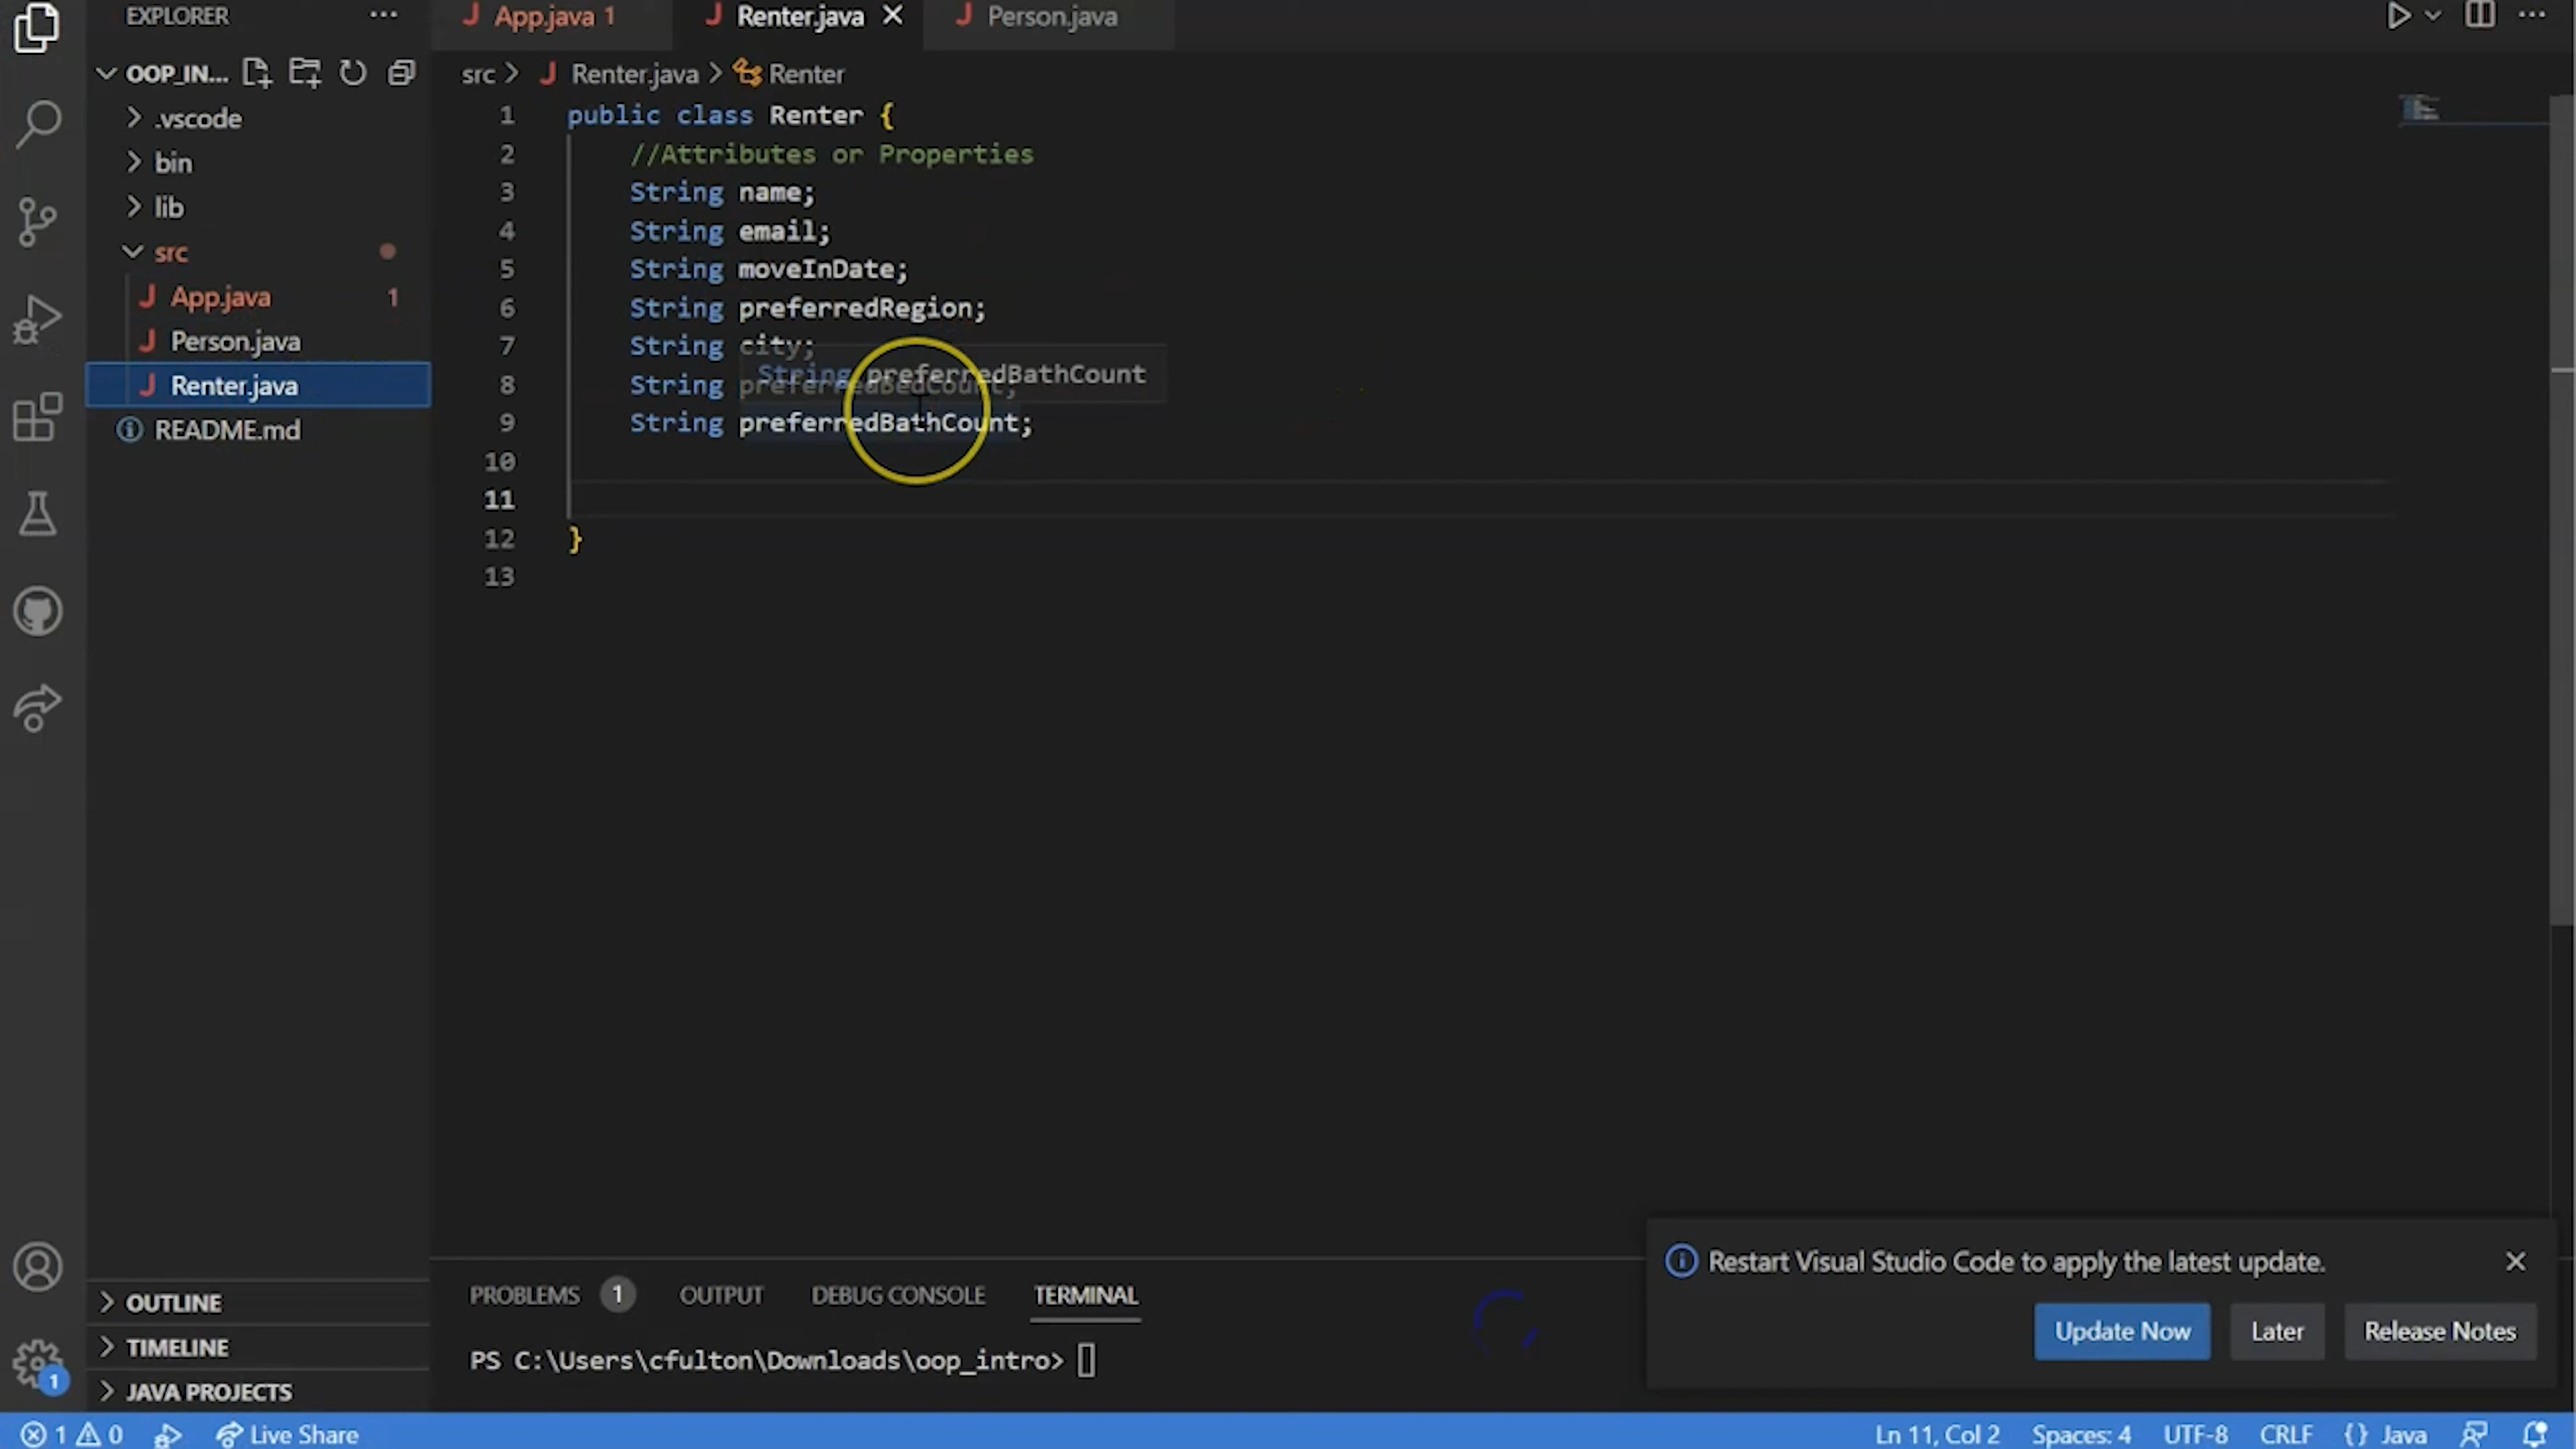 EXPLORER
App.java 1
Renter.java
Person.java
OOP_IN...
src > Renter.java > Renter
.vscode
bin
lib
src
App.java 1
Person.java
Renter.java
README.md
1 public class Renter {
2 //Attributes or Properties
3 String name;
4 String email;
5 String moveInDate;
6 String preferredRegion;
7 String city;
String preferredBathCount
8 String preferredBedCount;
9 String preferredBathCount;
10
11
12 }
13
OUTLINE
TIMELINE
JAVA PROJECTS
1
PROBLEMS 1 OUTPUT DEBUG CONSOLE TERMINAL
PS C:\Users\cfulton\Downloads\oop_intro>
Restart Visual Studio Code to apply the latest update.
Update Now Later Release Notes
1 0 Live Share Ln 11, Col 2 Spaces: 4 UTF-8 CRLF {} Java